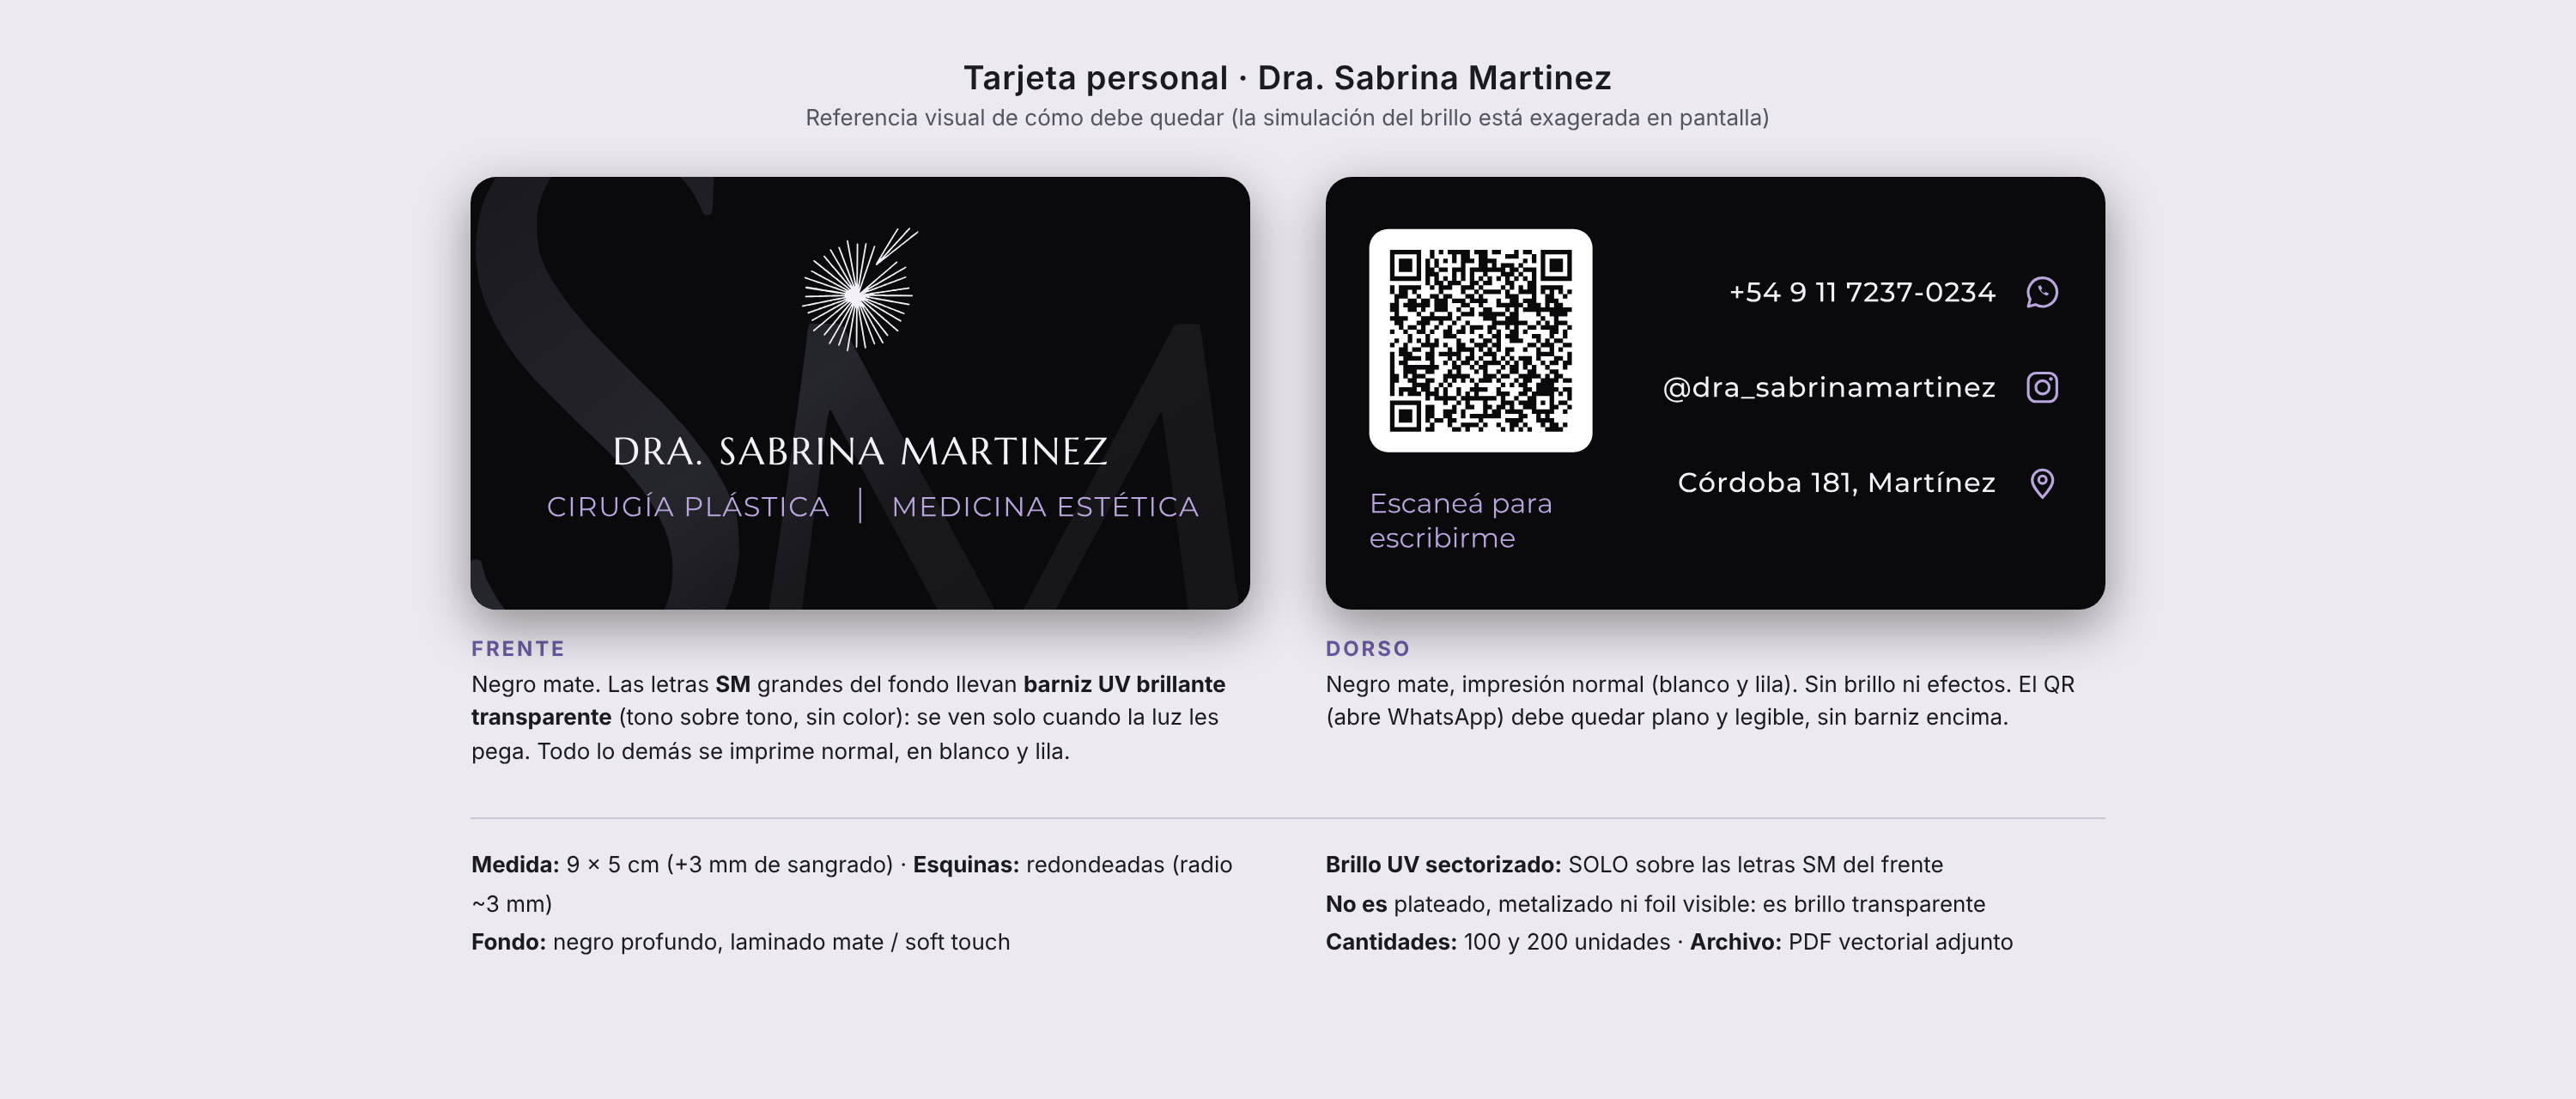 Tarjeta personal · Dra. Sabrina Martinez
Referencia visual de cómo debe quedar (la simulación del brillo está exagerada en pantalla)
SM
DRA. SABRINA MARTINEZ
CIRUGÍA PLÁSTICA | MEDICINA ESTÉTICA
+54 9 11 7237-0234
@dra_sabrinamartinez
Córdoba 181, Martínez
Escaneá para
escribirme
FRENTE
Negro mate. Las letras SM grandes del fondo llevan barniz UV brillante
transparente (tono sobre tono, sin color): se ven solo cuando la luz les
pega. Todo lo demás se imprime normal, en blanco y lila.
DORSO
Negro mate, impresión normal (blanco y lila). Sin brillo ni efectos. El QR
(abre WhatsApp) debe quedar plano y legible, sin barniz encima.
Medida: 9 × 5 cm (+3 mm de sangrado) · Esquinas: redondeadas (radio
~3 mm)
Fondo: negro profundo, laminado mate / soft touch
Brillo UV sectorizado: SOLO sobre las letras SM del frente
No es plateado, metalizado ni foil visible: es brillo transparente
Cantidades: 100 y 200 unidades · Archivo: PDF vectorial adjunto